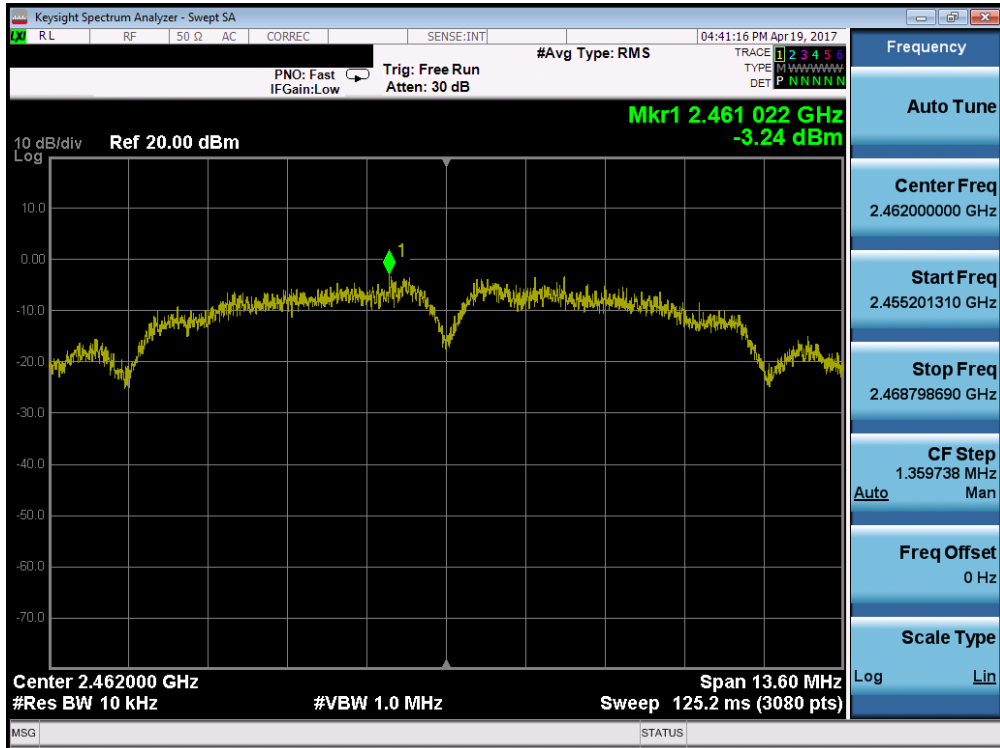 Keysight Spectrum Analyzer - Swept SA
LXI RL RF 50 Ω AC CORREC SENSE:INT 04:41:16 PM Apr 19, 2017
Frequency
#Avg Type: RMS
TRACE 1 2 3 4 5 6
TYPE M WWWWW
DET P N N N N N
PNO: Fast
IFGain:Low
Trig: Free Run
Atten: 30 dB
Auto Tune
Mkr1 2.461 022 GHz
-3.24 dBm
10 dB/div
Log
Ref 20.00 dBm
1
10.0
0.00
-10.0
-20.0
-30.0
-40.0
-50.0
-60.0
-70.0
Center Freq
2.462000000 GHz
Start Freq
2.455201310 GHz
Stop Freq
2.468798690 GHz
CF Step
1.359738 MHz
Auto Man
Freq Offset
0 Hz
Scale Type
Log Lin
Center 2.462000 GHz
Span 13.60 MHz
#Res BW 10 kHz
#VBW 1.0 MHz
Sweep 125.2 ms (3080 pts)
MSG
STATUS